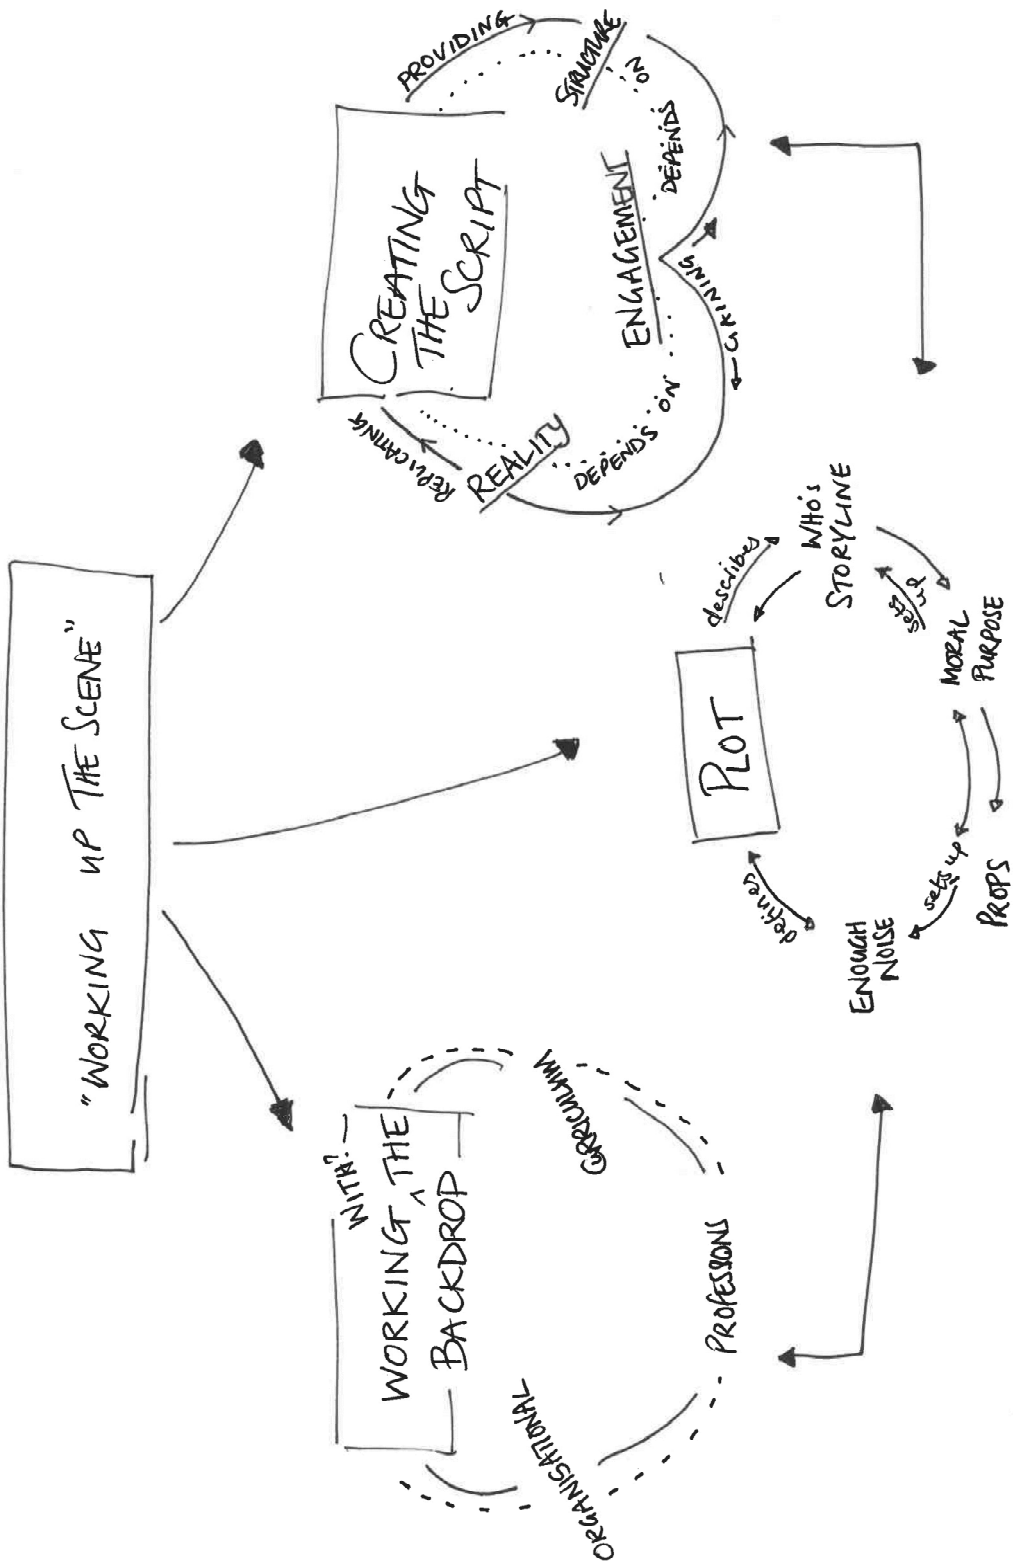 "WORKING UP THE SCENE"
WITH?
WORKING ^ THE
BACKDROP
CURRICULUM
PROFESSIONS
ORGANISATIONAL
PLOT
describes
WHO'S
STORYLINE
sets
up
MORAL
PURPOSE
PROPS
sets up
ENOUGH
NOISE
defines
CREATING
THE
SCRIPT
PROVIDING
STRUCTURE
DEPENDS ON
ENGAGEMENT
GAINING
DEPENDS ON
REALITY
REPLICATING